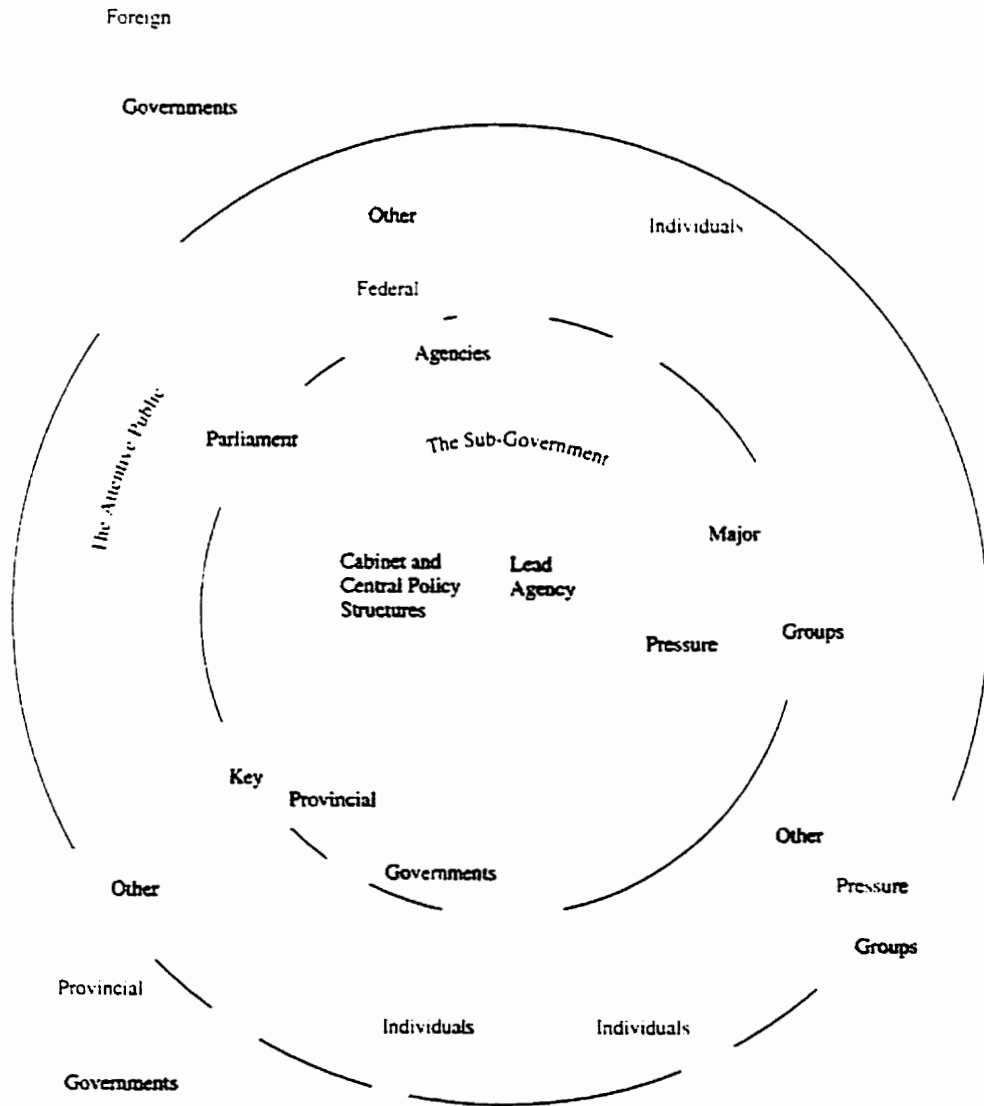 Foreign
Governments
Other
Individuals
Federal
Agencies
The Attentive Public
Parliament
The Sub-Government
Major
Cabinet and
Central Policy
Structures
Lead
Agency
Pressure
Groups
Key
Provincial
Other
Governments
Other
Pressure
Groups
Provincial
Individuals
Individuals
Governments